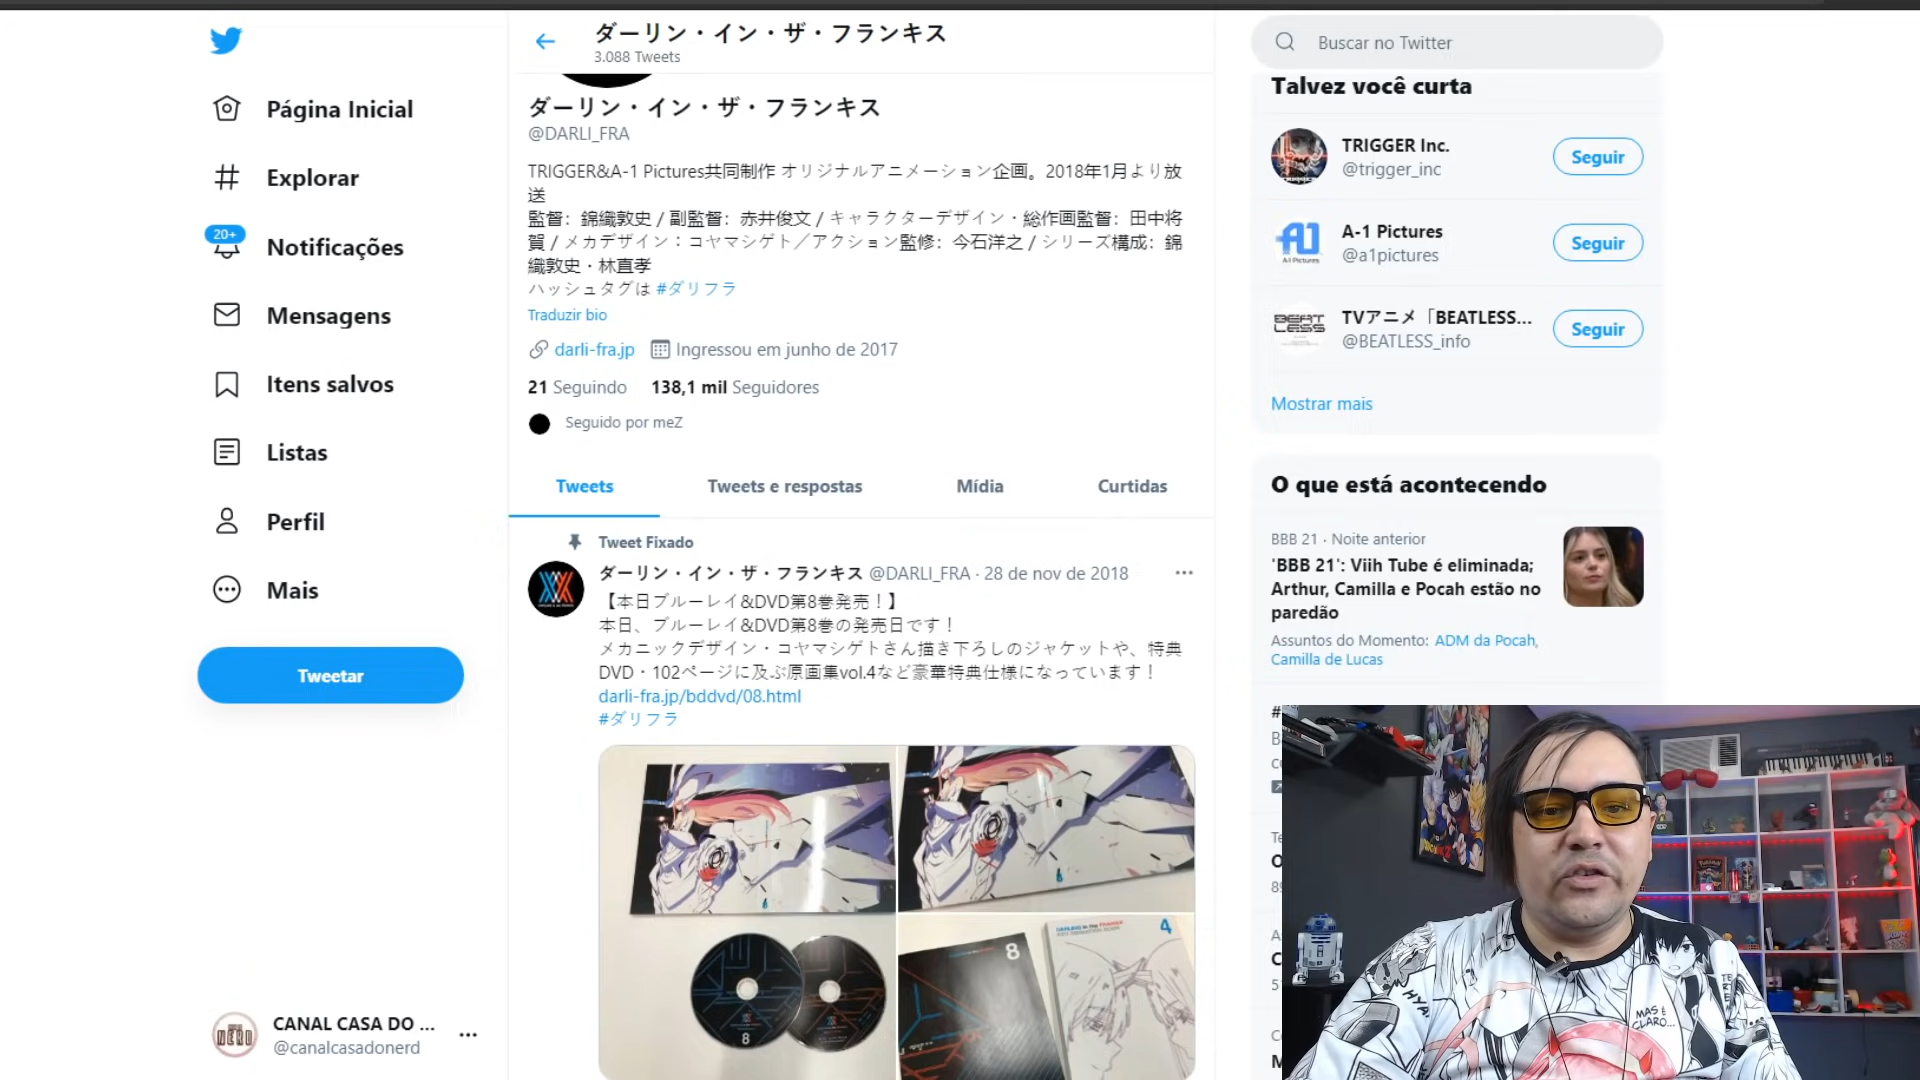 ダーリン・イン・ザ・フランキス
3.088 Tweets
Buscar no Twitter
Página Inicial
Explorar
20+
Notificações
Mensagens
Itens salvos
Listas
Perfil
Mais
Tweetar
CANAL CASA DO ...
@canalcasadonerd
ダーリン・イン・ザ・フランキス
@DARLI_FRA
TRIGGER&A-1 Pictures共同制作 オリジナルアニメーション企画。2018年1月より放
送
監督：錦織敦史 / 副監督：赤井俊文 / キャラクターデザイン・総作画監督：田中将
賀 / メカデザイン：コヤマシゲト／アクション監修：今石洋之 / シリーズ構成：錦
織敦史・林直孝
ハッシュタグは #ダリフラ
Traduzir bio
darli-fra.jp Ingressou em junho de 2017
21 Seguindo 138,1 mil Seguidores
Seguido por meZ
Tweets Tweets e respostas Mídia Curtidas
Tweet Fixado
ダーリン・イン・ザ・フランキス @DARLI_FRA · 28 de nov de 2018
【本日ブルーレイ&DVD第8巻発売！】
本日、ブルーレイ&DVD第8巻の発売日です！
メカニックデザイン・コヤマシゲトさん描き下ろしのジャケットや、特典
DVD・102ページに及ぶ原画集vol.4など豪華特典仕様になっています！
darli-fra.jp/bddvd/08.html
#ダリフラ
8
8
4
Talvez você curta
TRIGGER Inc.
@trigger_inc
Seguir
A-1 Pictures
@a1pictures
Seguir
BEAT
LESS
TVアニメ「BEATLESS...
@BEATLESS_info
Seguir
Mostrar mais
O que está acontecendo
BBB 21 · Noite anterior
'BBB 21': Viih Tube é eliminada;
Arthur, Camilla e Pocah estão no
paredão
Assuntos do Momento: ADM da Pocah,
Camilla de Lucas
MAS É
CLARO...